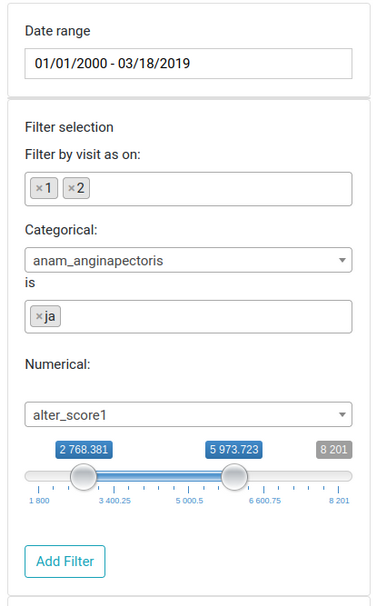 Date range
01/01/2000 - 03/18/2019
Filter selection
Filter by visit as on:
×1 ×2
Categorical:
anam_anginapectoris
is
×ja
Numerical:
alter_score1
2 768.381 5 973.723 8 201
1 800 3 400.25 5 000.5 6 600.75 8 201
Add Filter